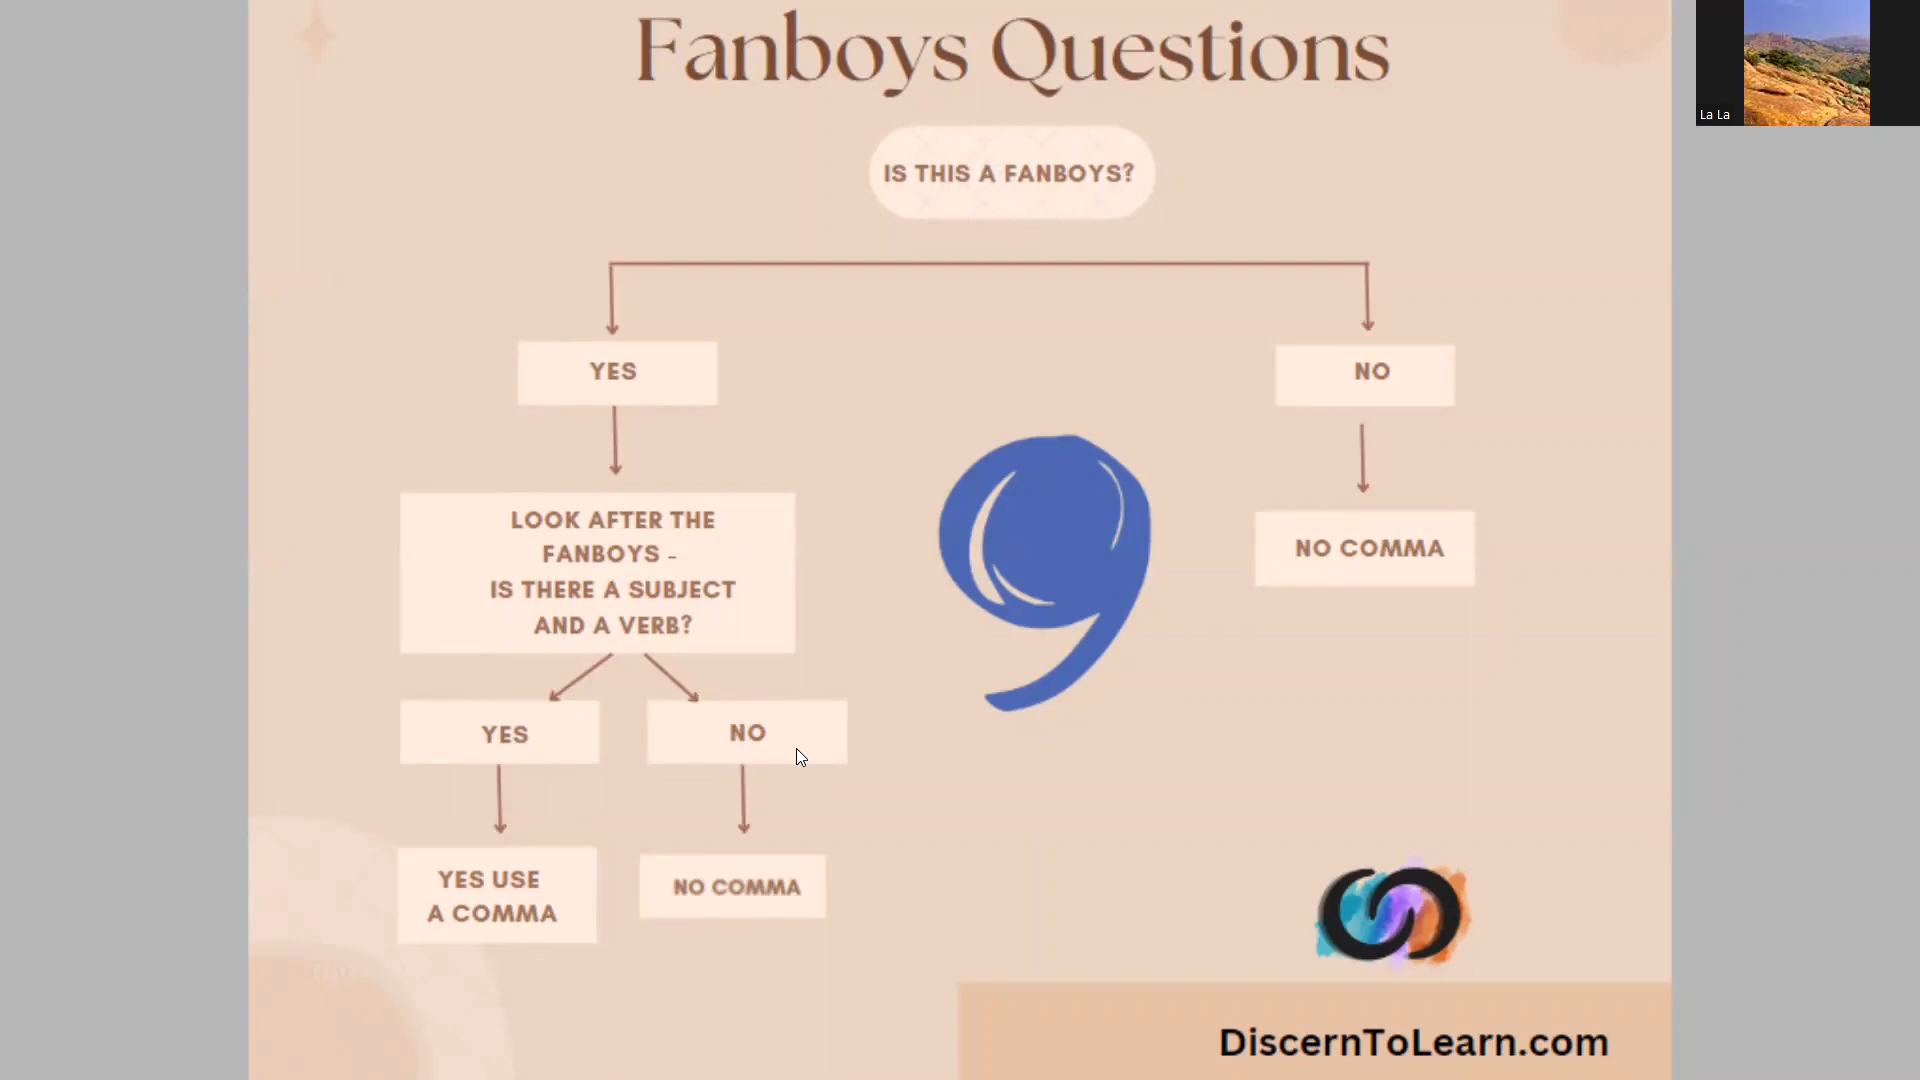 Fanboys Questions
La La
IS THIS A FANBOYS?
YES
NO
LOOK AFTER THE
FANBOYS -
IS THERE A SUBJECT
AND A VERB?
NO COMMA
YES
NO
YES USE
A COMMA
NO COMMA
DiscernToLearn.com